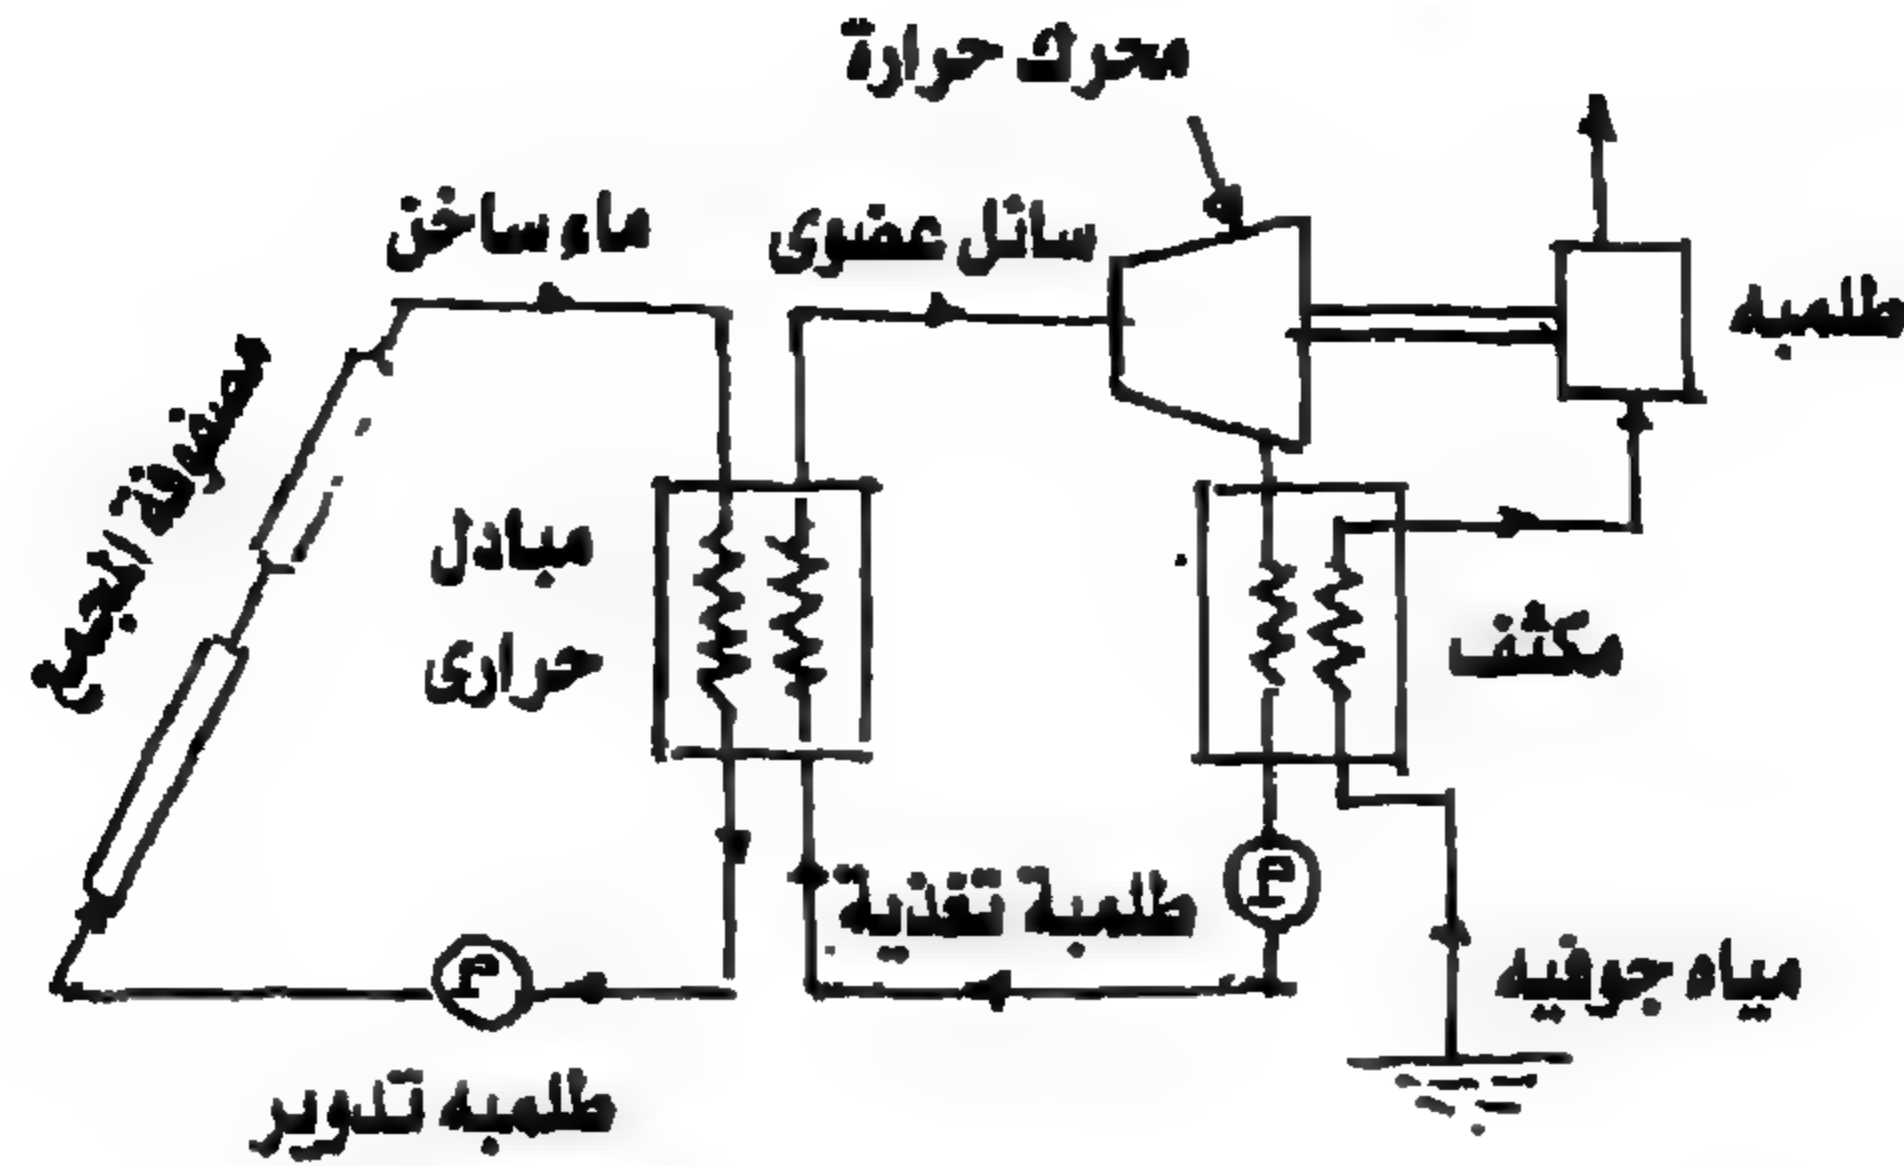 محرك حرارة
ماء ساخن
سائل عضوى
طلمبه
مصفوفة المجمع
مبادل
حرارى
مكثف
P
طلمبة تغذية
P
مياه جوفيه
طلمبه تدوير